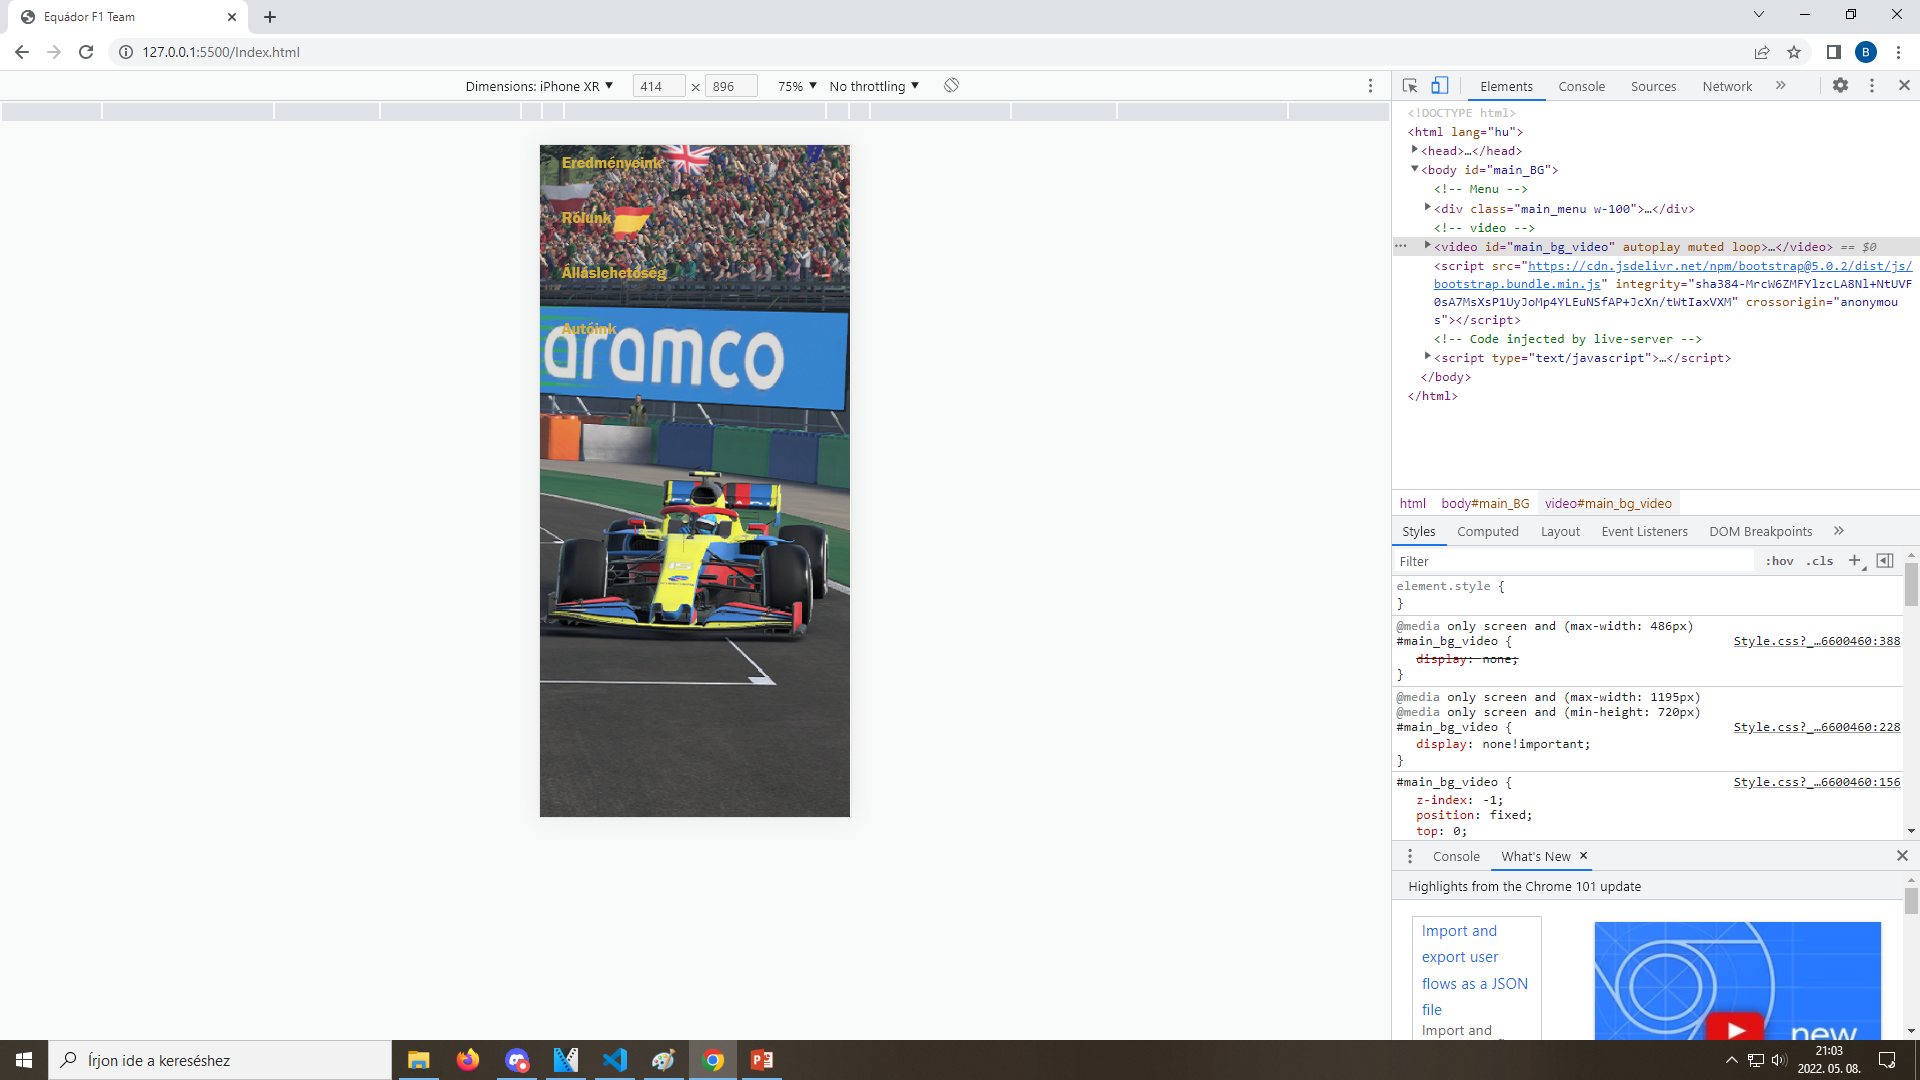 Equádor F1 Team
127.0.0.1:5500/Index.html
B
Dimensions: iPhone XR 414 × 896 75% No throttling
Eredményeink
Rólunk
Álláslehetőség
Autóink
aramco
15
Elements Console Sources Network »
<!DOCTYPE html>
<html lang="hu">
<head>…</head>
<body id="main_BG">
<!-- Menu -->
<div class="main_menu w-100">…</div>
<!-- video -->
<video id="main_bg_video" autoplay muted loop>…</video> == $0
<script src="https://cdn.jsdelivr.net/npm/bootstrap@5.0.2/dist/js/
bootstrap.bundle.min.js" integrity="sha384-MrcW6ZMFYlzcLA8Nl+NtUVF
0sA7MsXsP1UyJoMp4YLEuNSfAP+JcXn/tWtIaxVXM" crossorigin="anonymou
s"></script>
<!-- Code injected by live-server -->
<script type="text/javascript">…</script>
</body>
</html>
html body#main_BG video#main_bg_video
Styles Computed Layout Event Listeners DOM Breakpoints »
Filter :hov .cls +
element.style {
}
@media only screen and (max-width: 486px)
#main_bg_video { Style.css?_…6600460:388
display: none;
}
@media only screen and (max-width: 1195px)
@media only screen and (min-height: 720px)
#main_bg_video { Style.css?_…6600460:228
display: none!important;
}
#main_bg_video { Style.css?_…6600460:156
z-index: -1;
position: fixed;
top: 0;
Console What's New
Highlights from the Chrome 101 update
Import and
export user
flows as a JSON
file
Import and
new
Írjon ide a kereséshez
21:03
2022. 05. 08.